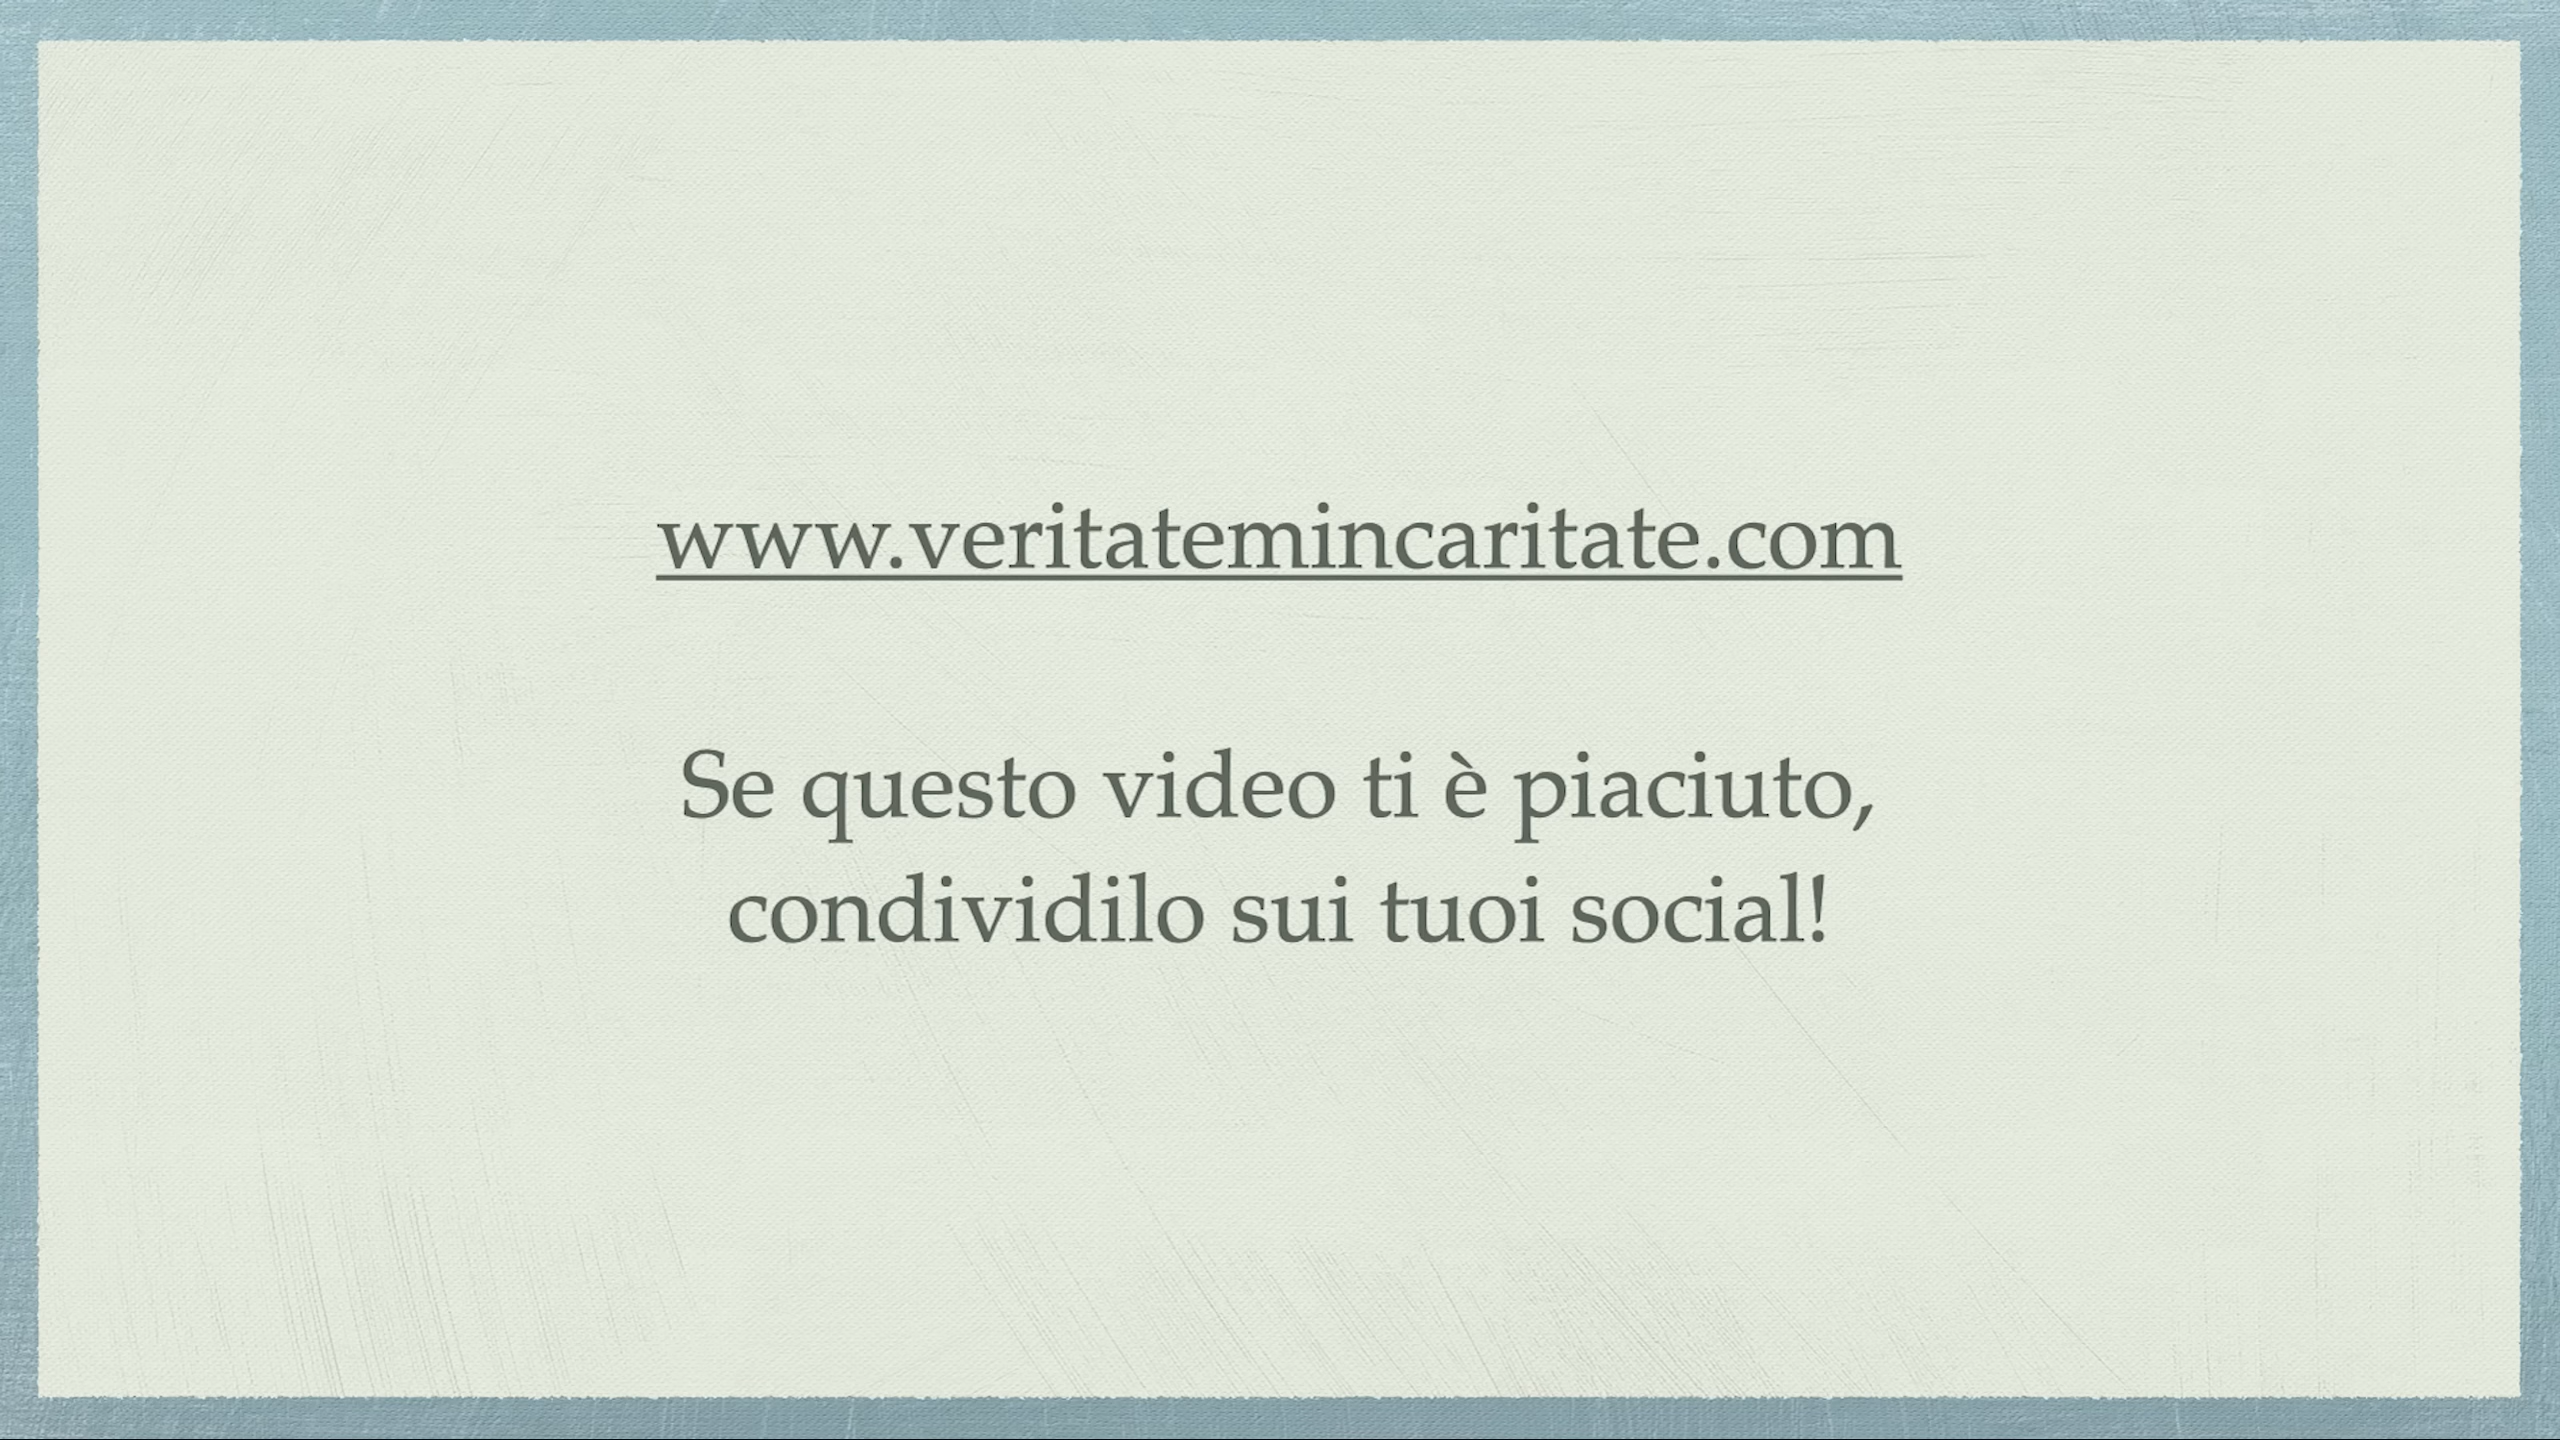 www.veritatemincaritate.com
Se questo video ti è piaciuto,
condividilo sui tuoi social!